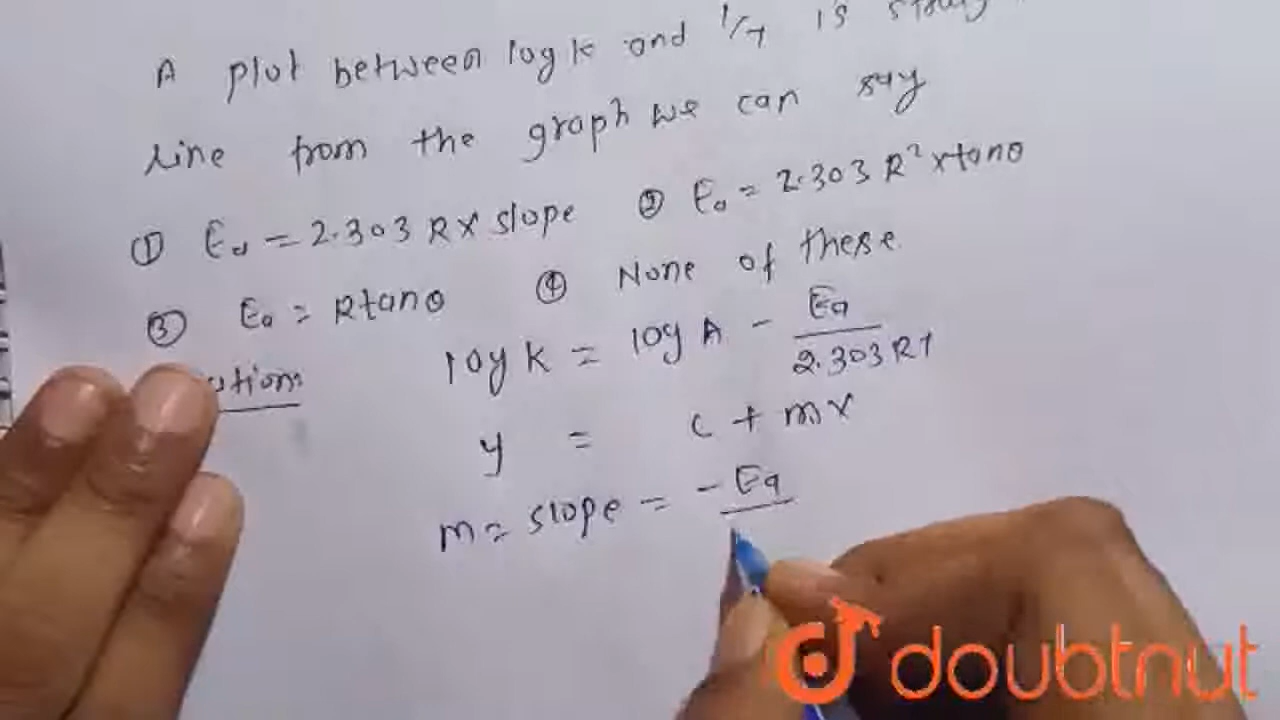 A plot between log k and 1/T is
line from the graph we can say
① Ea = 2.303 R x slope ② Ea = 2.303 R² x tanθ
③ Ea = R tanθ ④ None of these
log k = log A - Ea / 2.303 RT
y = c + mx
m = slope = - Ea
doubtnut